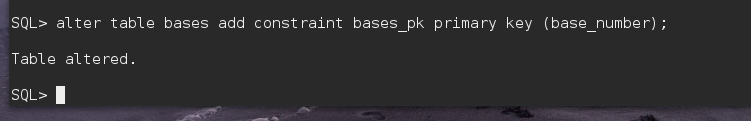 SQL> alter table bases add constraint bases_pk primary key (base_number);
Table altered.
SQL>